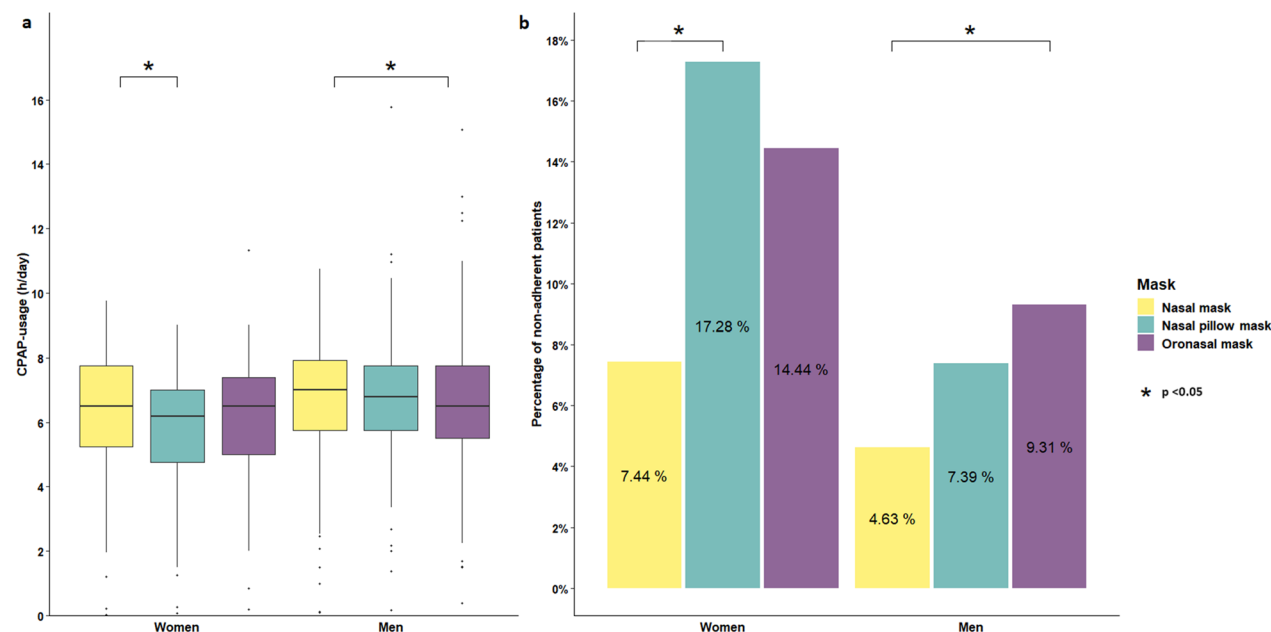 a
*
*
CPAP-usage (h/day)
16
14
12
10
8
6
4
2
0
Women
Men
b
*
*
Percentage of non-adherent patients
18%
16%
14%
12%
10%
8%
6%
4%
2%
0%
7.44 %
17.28 %
14.44 %
4.63 %
7.39 %
9.31 %
Women
Men
Mask
Nasal mask
Nasal pillow mask
Oronasal mask
* p <0.05